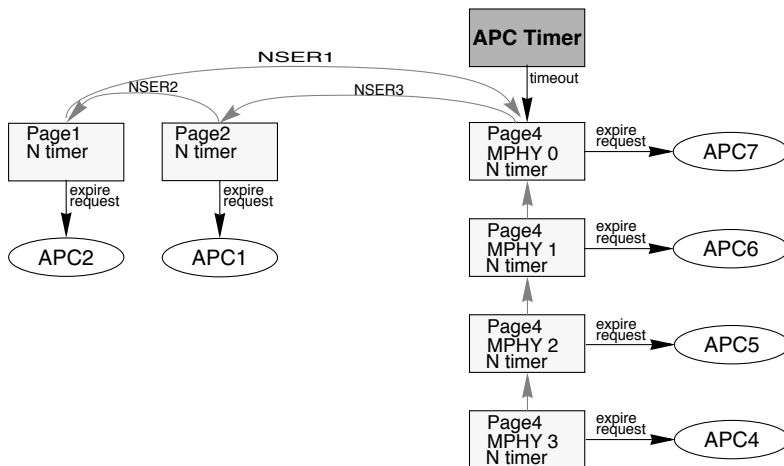 APC Timer
timeout
NSER1
NSER2
NSER3
Page1
N timer
Page2
N timer
Page4
MPHY 0
N timer
expire
request
APC7
expire
request
expire
request
APC2
APC1
Page4
MPHY 1
N timer
expire
request
APC6
Page4
MPHY 2
N timer
expire
request
APC5
Page4
MPHY 3
N timer
expire
request
APC4